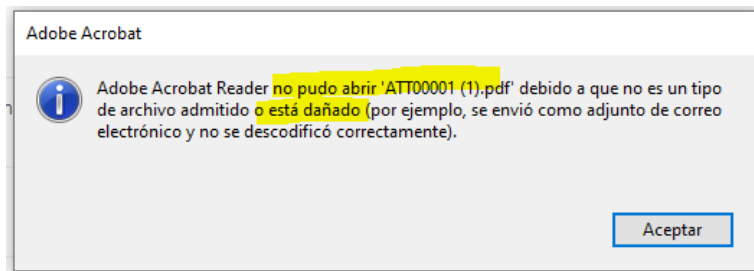 Adobe Acrobat
Adobe Acrobat Reader no pudo abrir 'ATT00001 (1).pdf' debido a que no es un tipo
de archivo admitido o está dañado (por ejemplo, se envió como adjunto de correo
electrónico y no se descodificó correctamente).
Aceptar